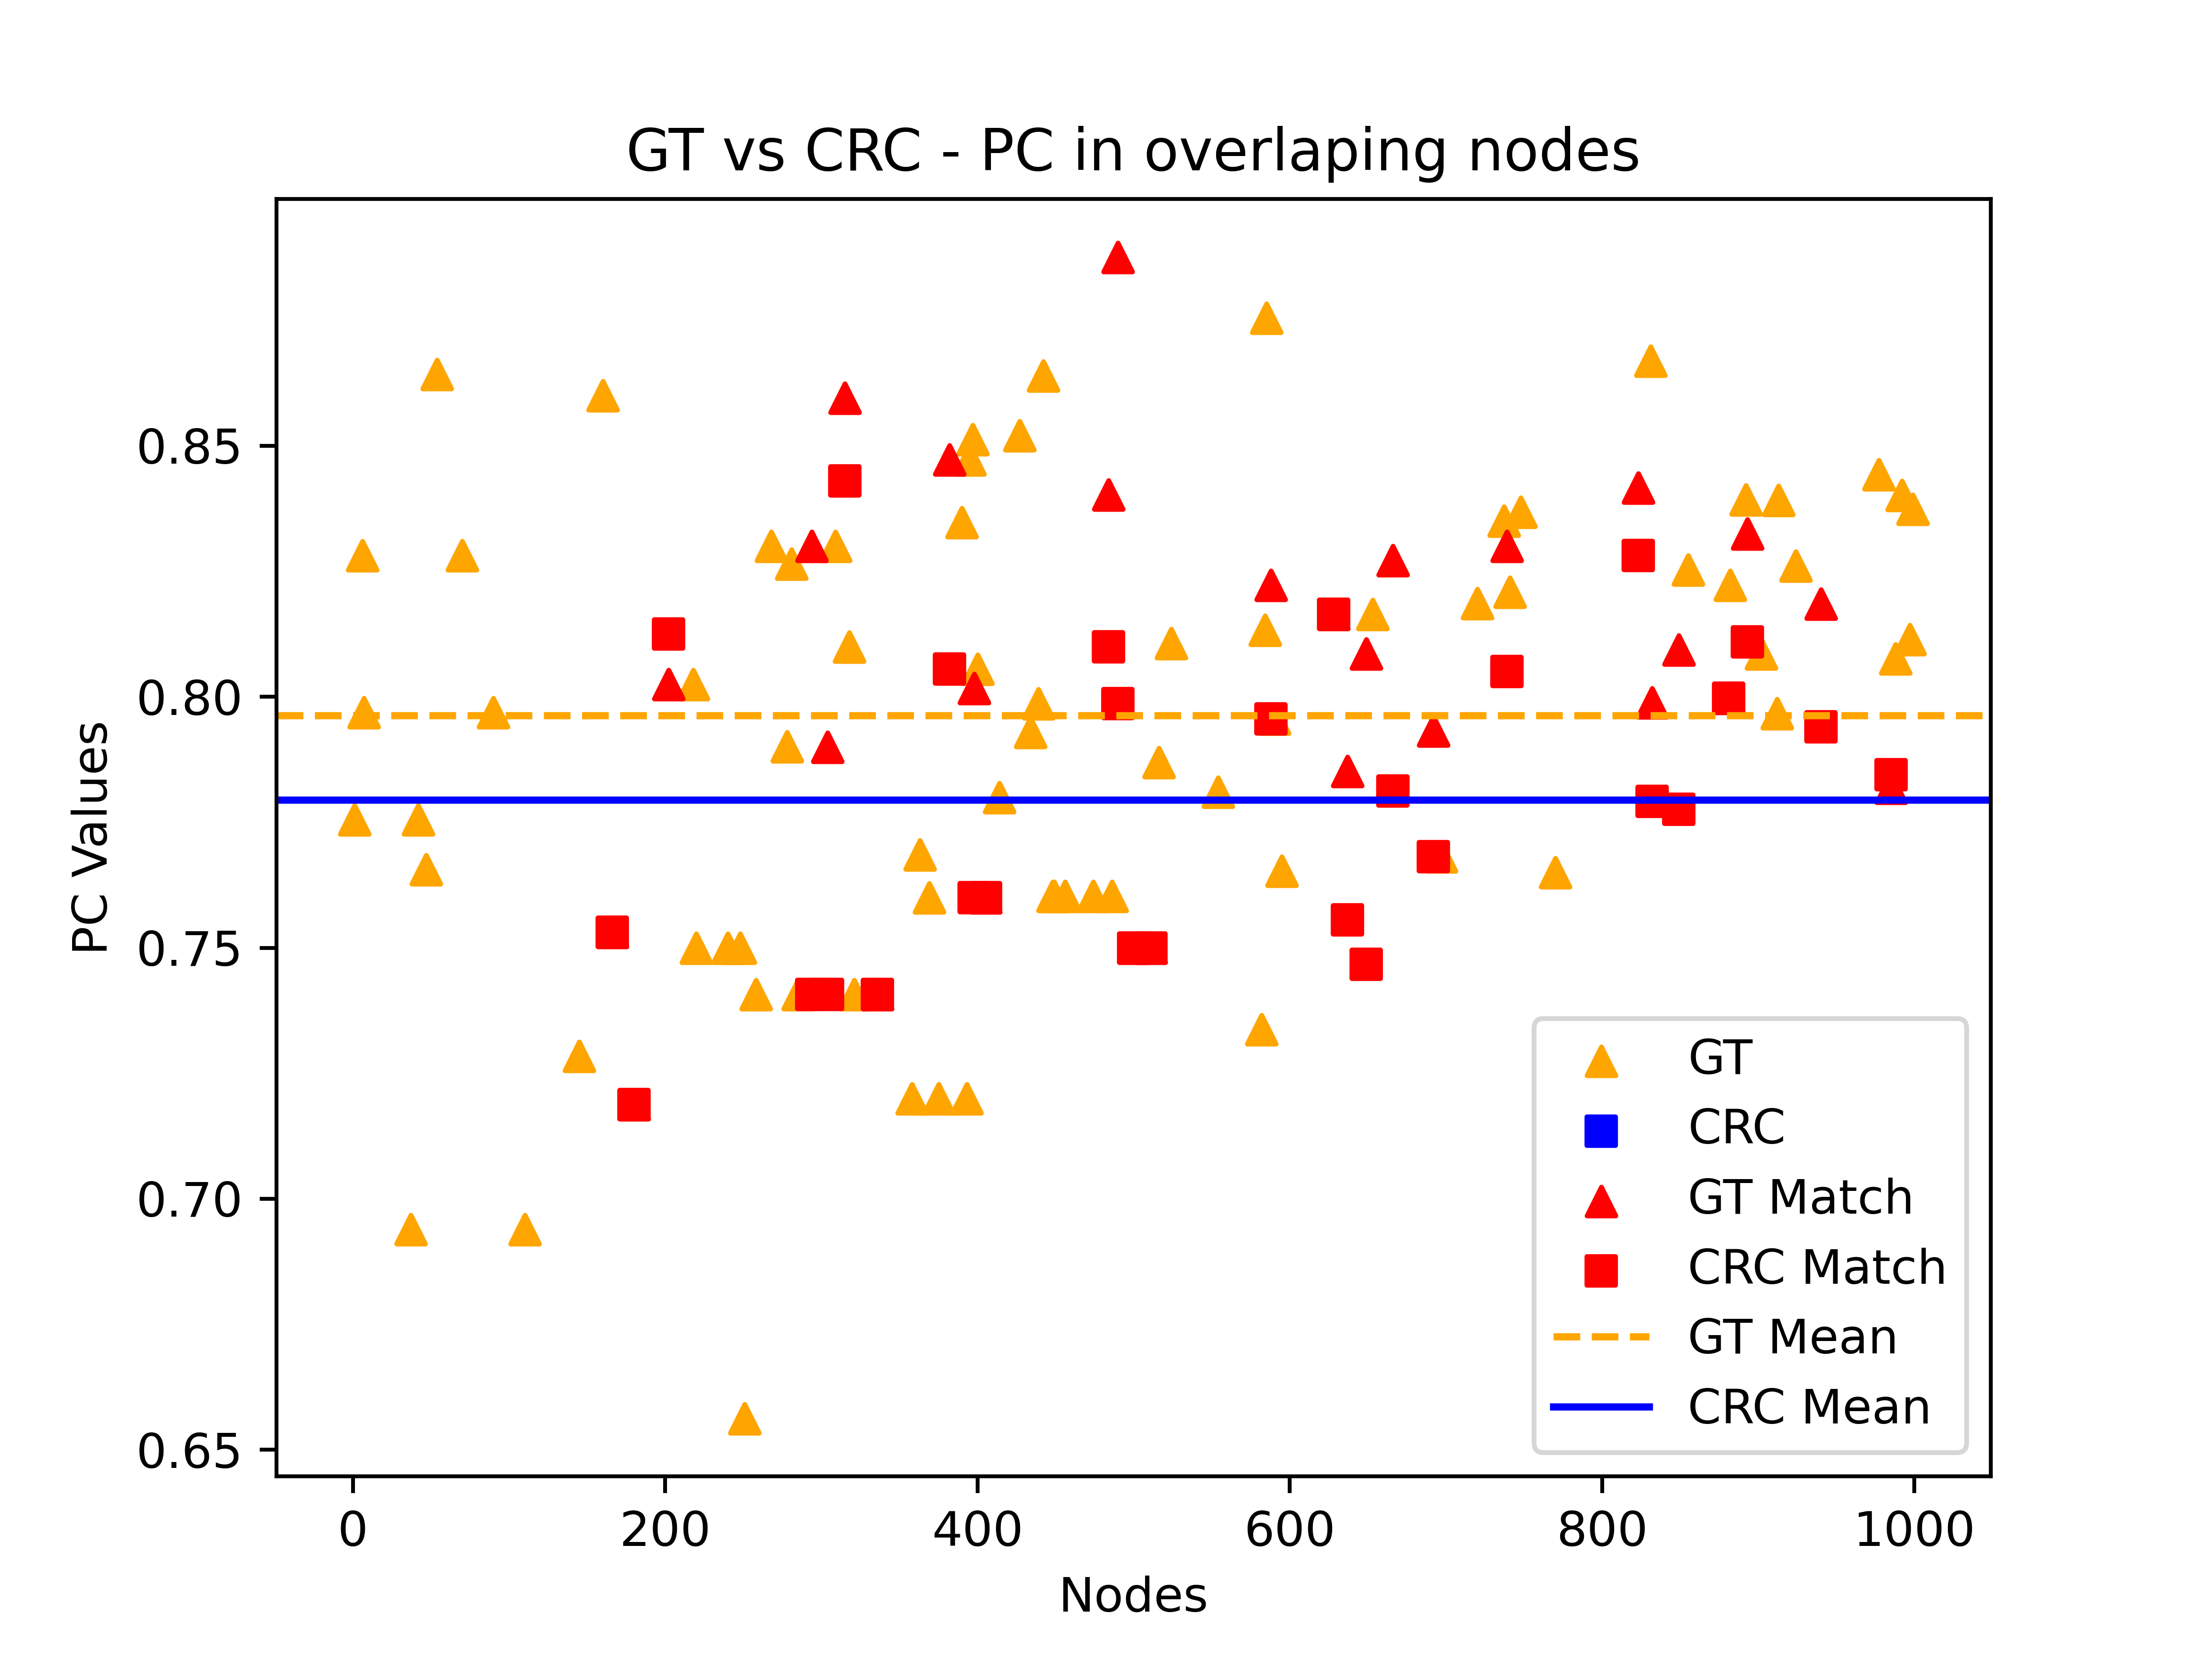 GT vs CRC - PC in overlaping nodes
PC Values
0.85
0.80
0.75
0.70
0.65
0
200
400
600
800
1000
Nodes
GT
CRC
GT Match
CRC Match
GT Mean
CRC Mean